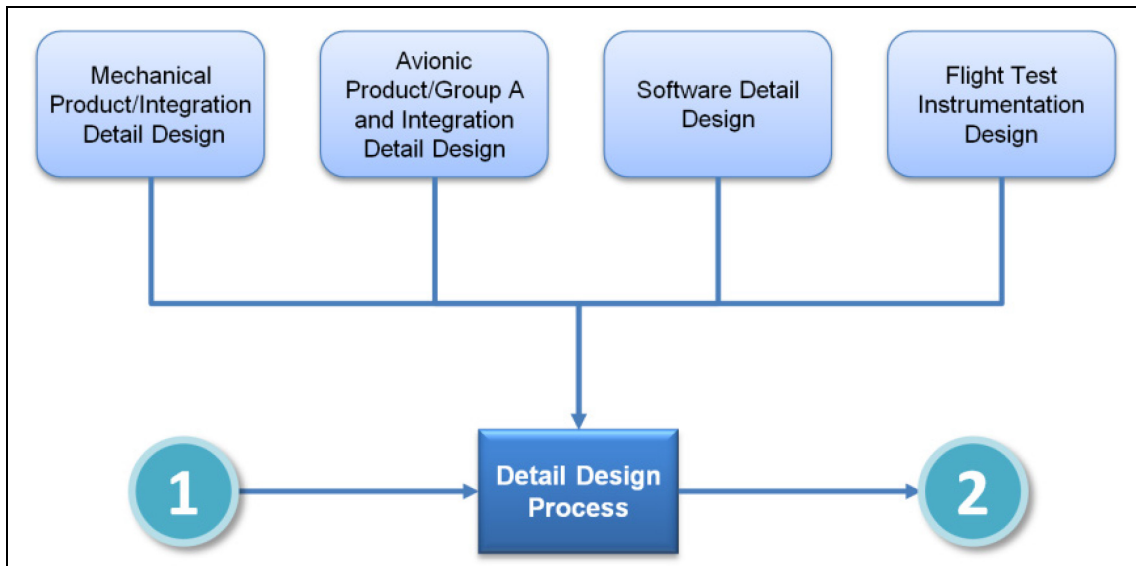 Mechanical
Product/Integration
Detail Design
Avionic
Product/Group A
and Integration
Detail Design
Software Detail
Design
Flight Test
Instrumentation
Design
1
Detail Design
Process
2